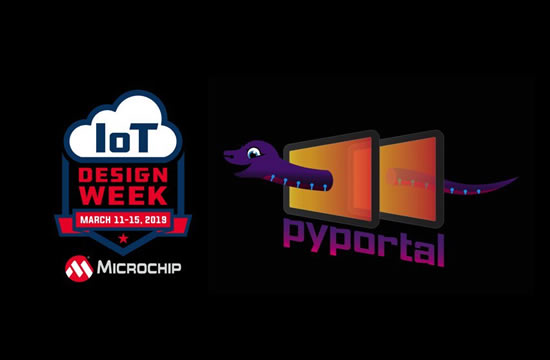 IoT
DESIGN
WEEK
MARCH 11-15, 2019
MICROCHIP
pyportal